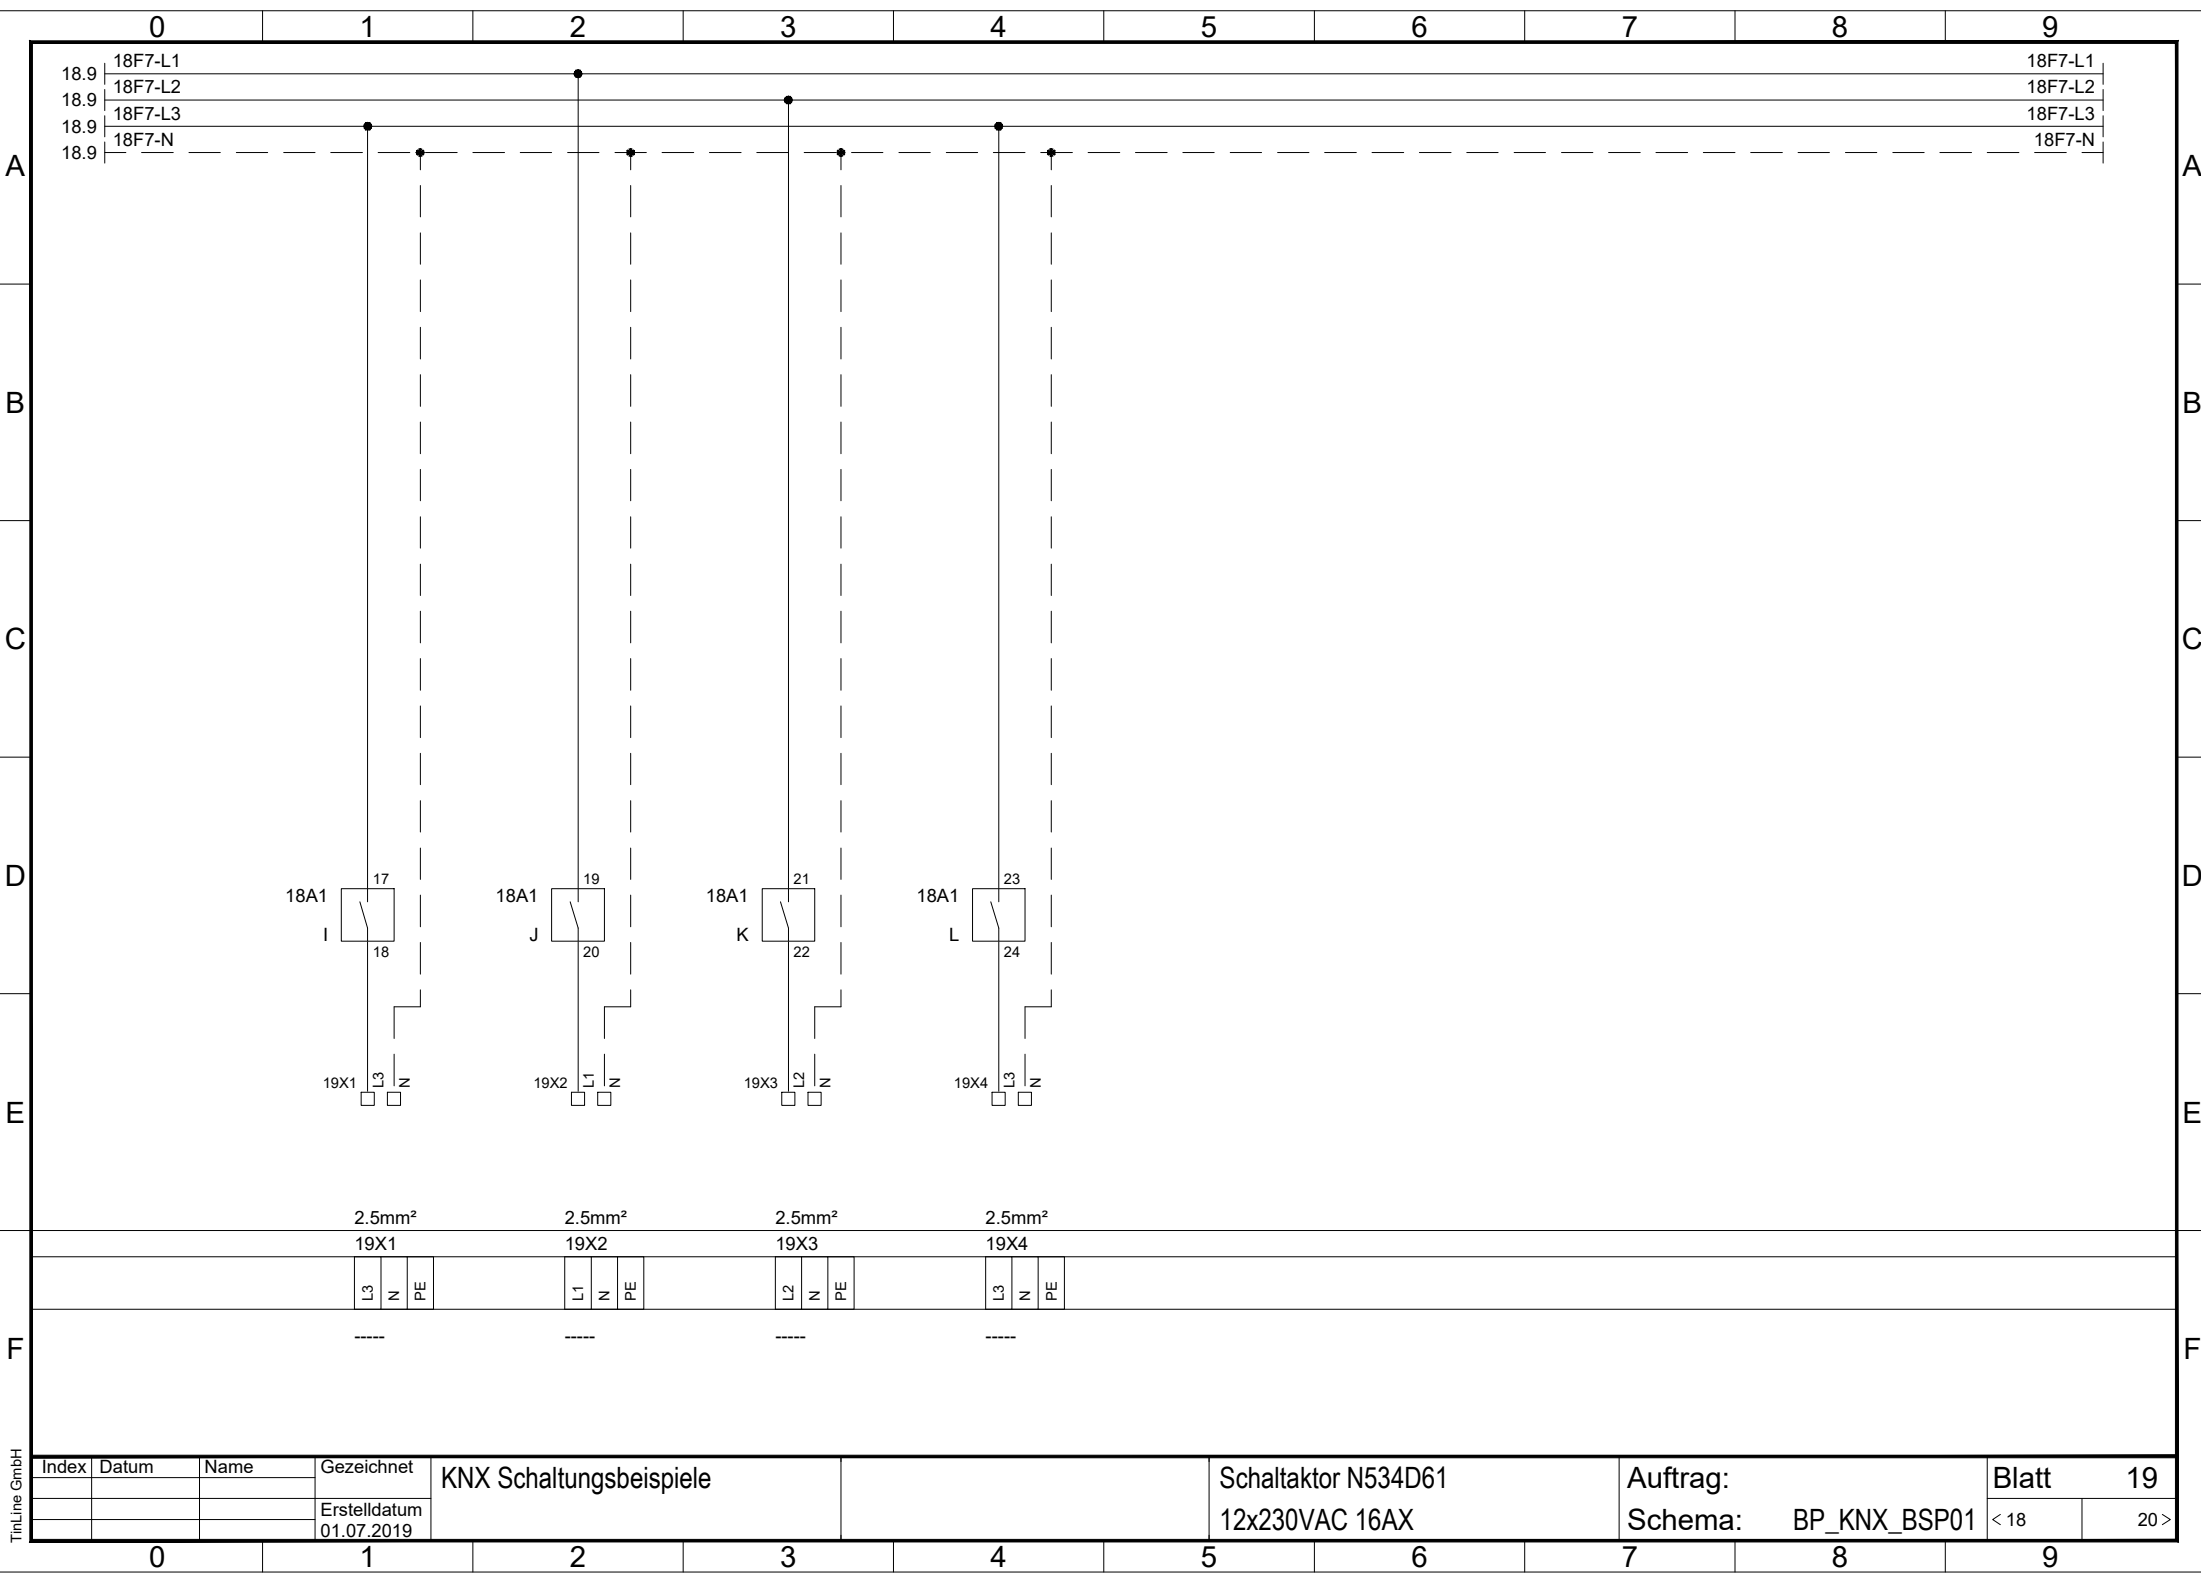 0 1 2 3 4 5 6 7 8 9
18.9 18F7-L1 18F7-L1
18.9 18F7-L2 18F7-L2
18.9 18F7-L3 18F7-L3
18.9 18F7-N 18F7-N
A A
B B
C C
D D
17 19 21 23
18A1 18A1 18A1 18A1
I J K L
18 20 22 24
19X1 L3 N 19X2 L1 N 19X3 L2 N 19X4 L3 N
E E
2.5mm² 2.5mm² 2.5mm² 2.5mm²
19X1 19X2 19X3 19X4
L3 N PE L1 N PE L2 N PE L3 N PE
----- ----- ----- -----
F F
TinLine GmbH
Index Datum Name Gezeichnet
Erstelldatum
01.07.2019
KNX Schaltungsbeispiele
Schaltaktor N534D61
12x230VAC 16AX
Auftrag:
Schema: BP_KNX_BSP01
Blatt 19
< 18 20 >
0 1 2 3 4 5 6 7 8 9